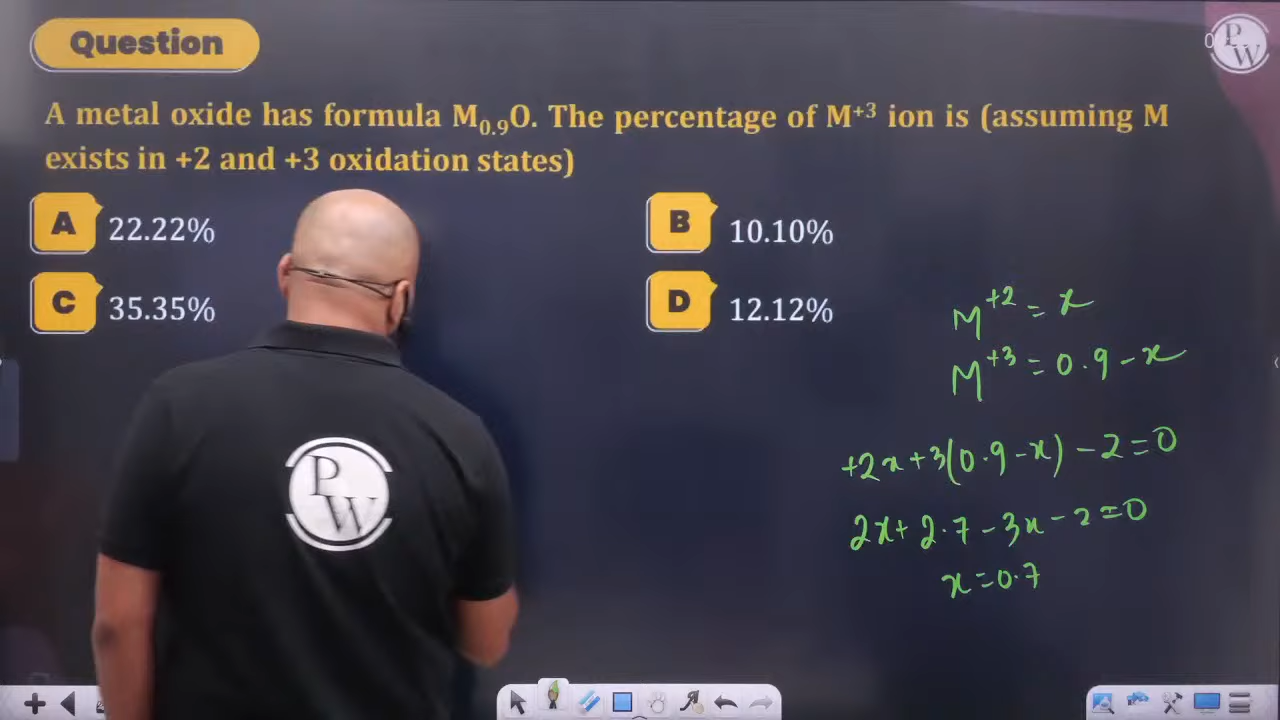 Question
PW
A metal oxide has formula M₀.₉O. The percentage of M⁺³ ion is (assuming M
exists in +2 and +3 oxidation states)
A 22.22%
B 10.10%
C 35.35%
D 12.12%
M⁺² = x
M⁺³ = 0.9 - x
+2x + 3(0.9 - x) - 2 = 0
2x + 2.7 - 3x - 2 = 0
x = 0.7
PW